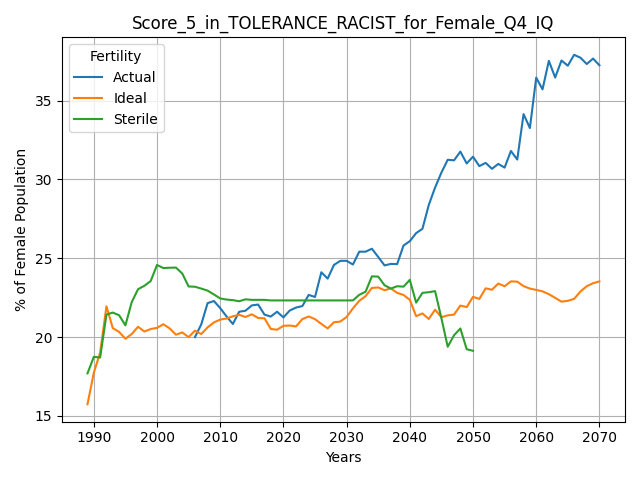 Score_5_in_TOLERANCE_RACIST_for_Female_Q4_IQ
Fertility
Actual
Ideal
Sterile
% of Female Population
35
30
25
20
15
1990 2000 2010 2020 2030 2040 2050 2060 2070
Years